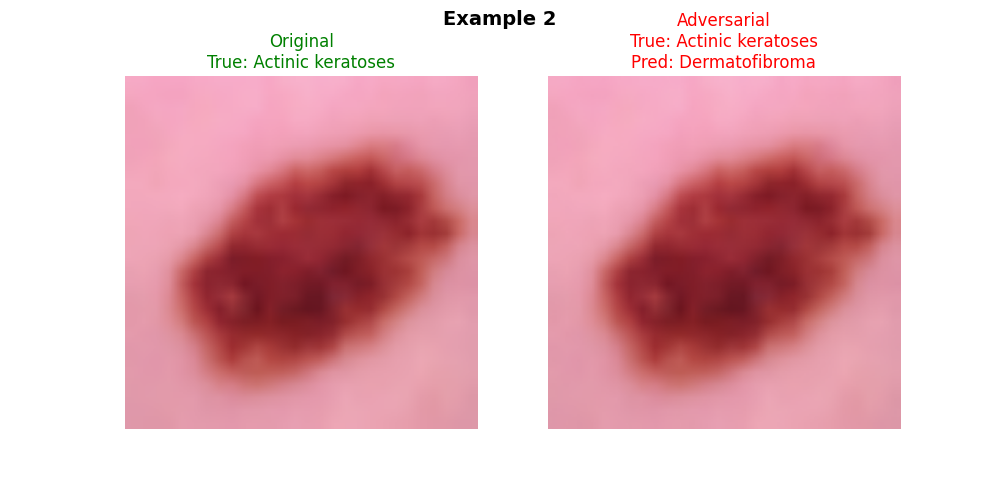 Example 2
Original
True: Actinic keratoses
Adversarial
True: Actinic keratoses
Pred: Dermatofibroma